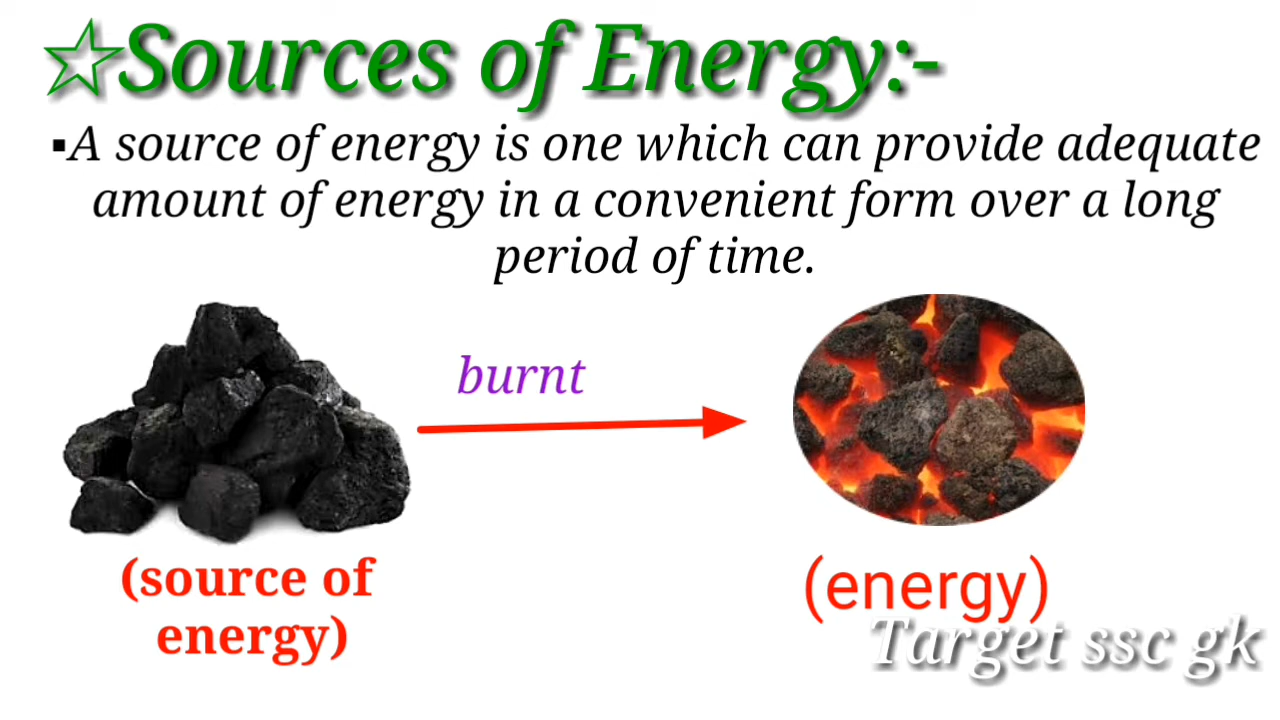 ☆Sources of Energy:-
▪A source of energy is one which can provide adequate
amount of energy in a convenient form over a long
period of time.
burnt
(source of
energy)
(energy)
Target ssc gk